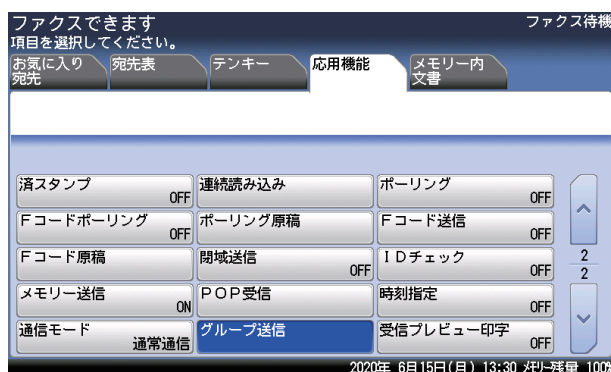 ファクスできます ファクス待機
項目を選択してください。
お気に入り宛先 宛先表 テンキー 応用機能 メモリー内文書
済スタンプ OFF 連続読み込み ポーリング OFF
Fコードポーリング OFF ポーリング原稿 Fコード送信 OFF
Fコード原稿 閉域送信 OFF IDチェック OFF
2
2
メモリー送信 ON POP受信 時刻指定 OFF
通信モード 通常通信 グループ送信 受信プレビュー印字 OFF
2020年 6月15日(月) 13:30 メモリー残量 100%